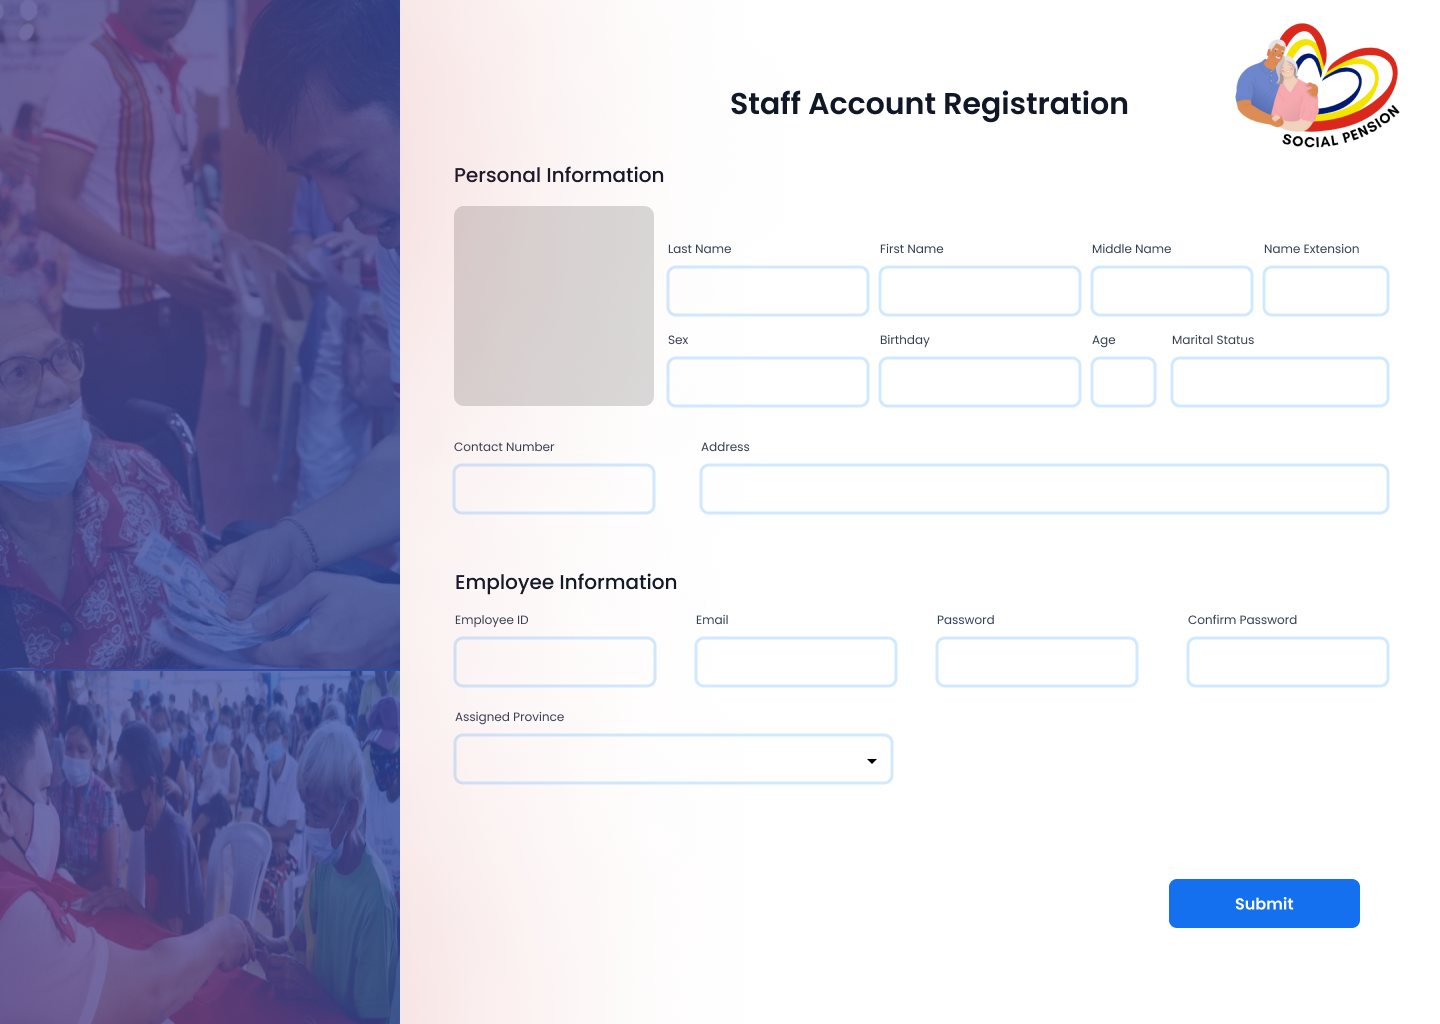 Staff Account Registration
SOCIAL PENSION
Personal Information
Last Name
First Name
Middle Name
Name Extension
Sex
Birthday
Age
Marital Status
Contact Number
Address
Employee Information
Employee ID
Email
Password
Confirm Password
Assigned Province
Submit